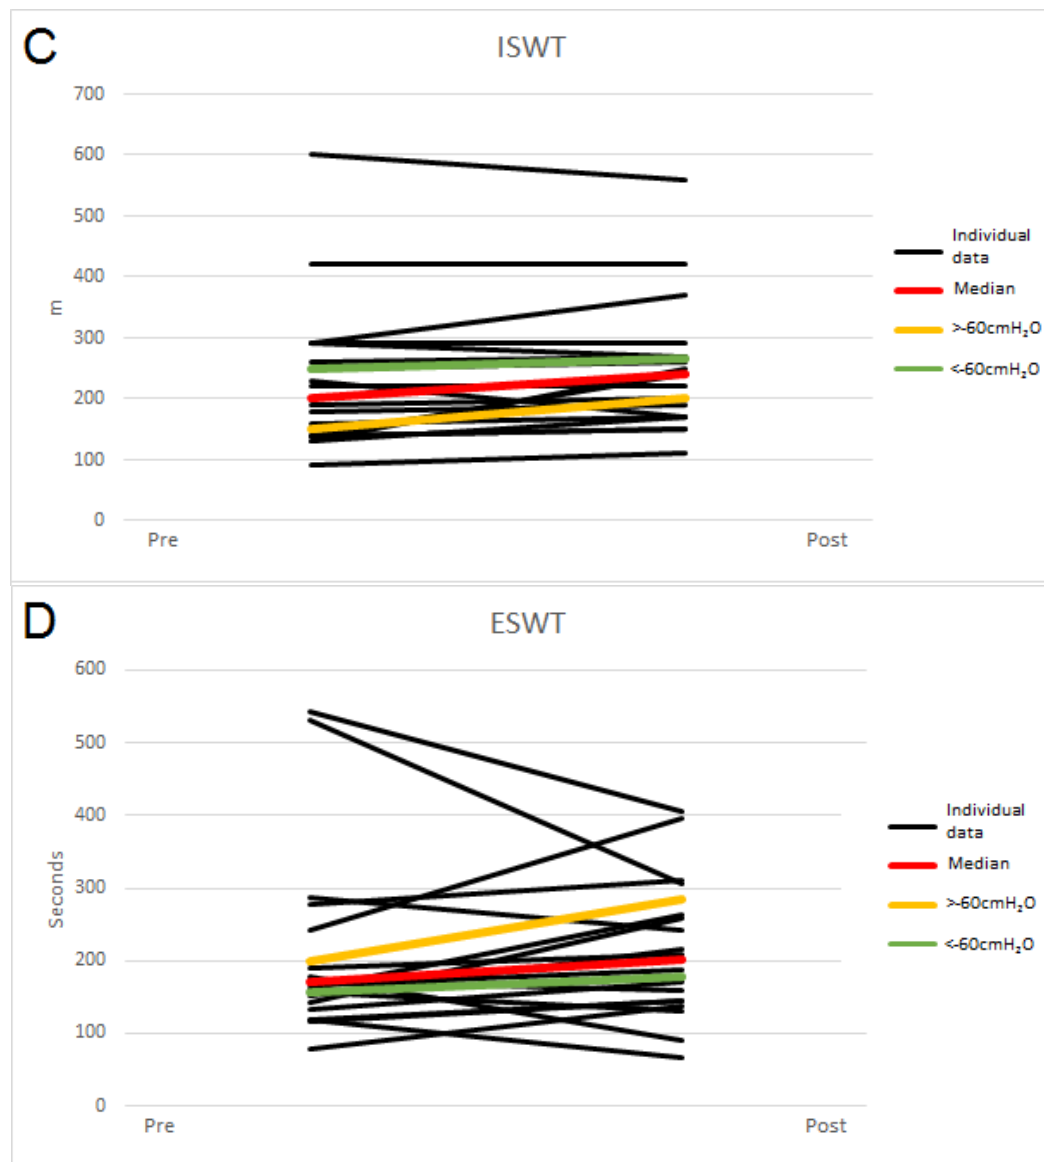 C
ISWT
700
600
500
400
300
200
100
0
m
Pre
Post
Individual
data
Median
>-60cmH₂O
<-60cmH₂O
D
ESWT
600
500
400
300
200
100
0
Seconds
Pre
Post
Individual
data
Median
>-60cmH₂O
<-60cmH₂O